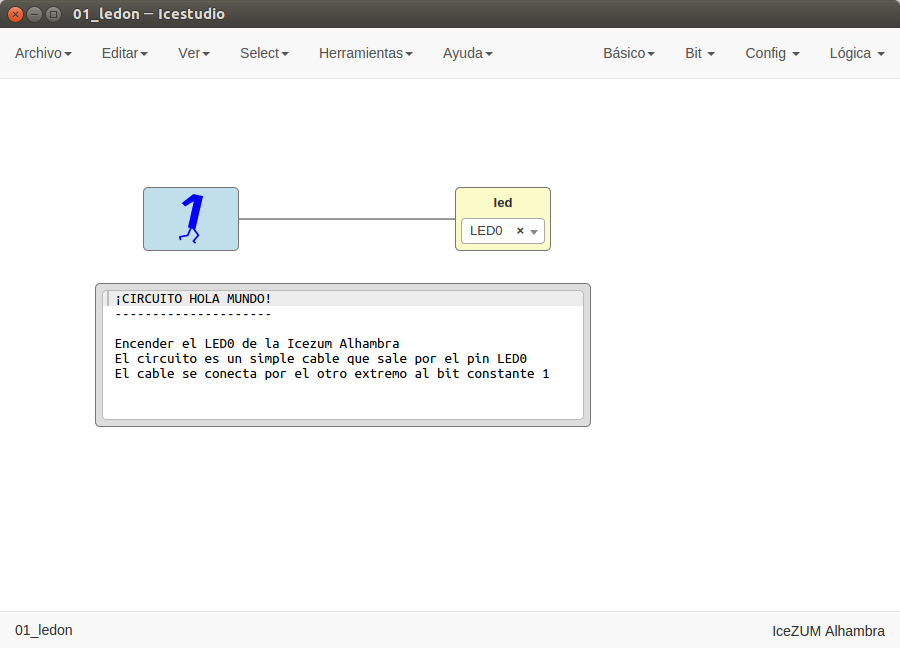 01_ledon — Icestudio
Archivo Editar Ver Select Herramientas Ayuda Básico Bit Config Lógica
1
led
LED0 ×
¡CIRCUITO HOLA MUNDO!
---------------------
Encender el LED0 de la Icezum Alhambra
El circuito es un simple cable que sale por el pin LED0
El cable se conecta por el otro extremo al bit constante 1
01_ledon IceZUM Alhambra